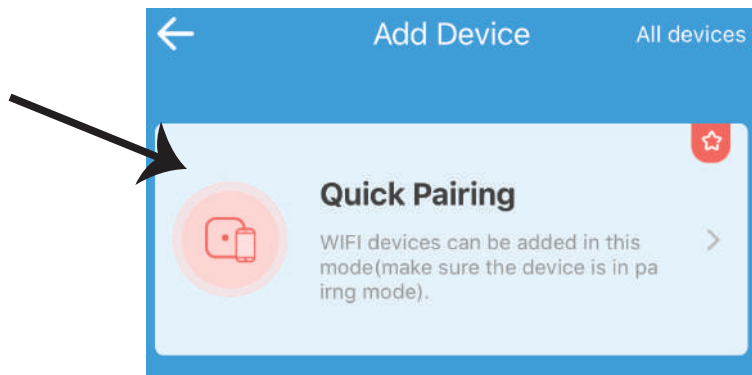 Add Device
All devices
Quick Pairing
WIFI devices can be added in this
mode(make sure the device is in pa
irng mode).